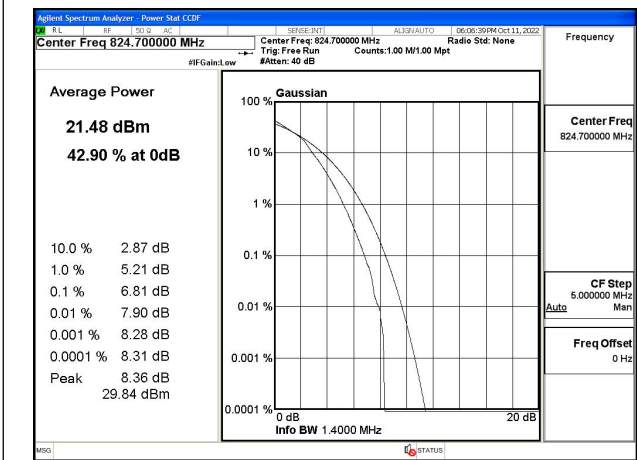 Agilent Spectrum Analyzer - Power Stat CCDF
RL RF 50 Ω AC SENSE:INT ALIGN AUTO 06:06:39 PM Oct 11, 2022
Center Freq 824.700000 MHz
Center Freq: 824.700000 MHz Radio Std: None
Trig: Free Run Counts:1.00 M/1.00 Mpt
#IFGain:Low #Atten: 40 dB
Frequency
Average Power
21.48 dBm
42.90 % at 0dB
10.0 % 2.87 dB
1.0 % 5.21 dB
0.1 % 6.81 dB
0.01 % 7.90 dB
0.001 % 8.28 dB
0.0001 % 8.31 dB
Peak 8.36 dB
29.84 dBm
Gaussian
100 %
10 %
1 %
0.1 %
0.01 %
0.001 %
0.0001 %
0 dB 20 dB
Info BW 1.4000 MHz
Center Freq
824.700000 MHz
CF Step
5.000000 MHz
Auto Man
Freq Offset
0 Hz
MSG STATUS